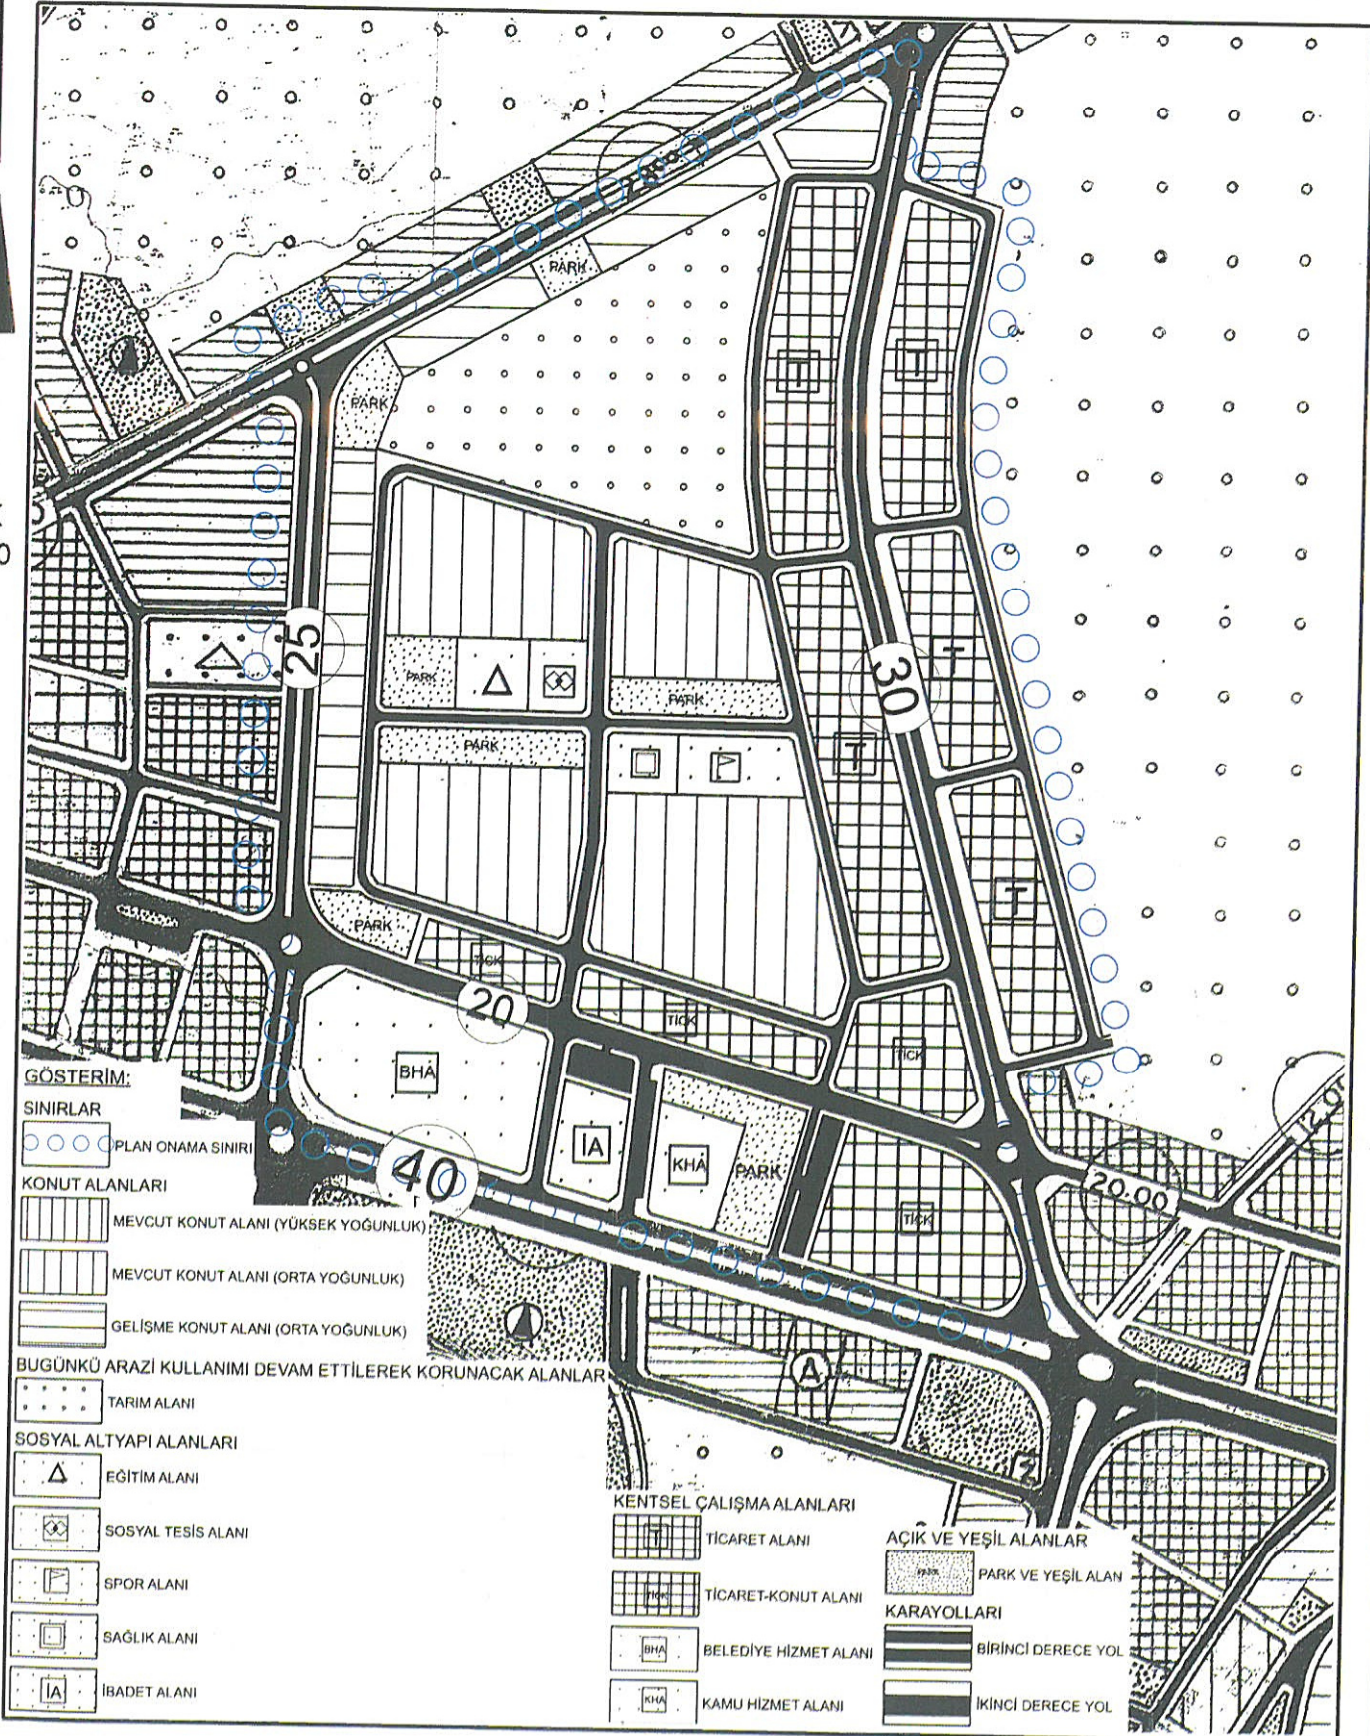 PARK
T
T
PARK
25
30
PARK
PARK
T
PARK
T
T
PARK
TİCK
20
TİCK
TİCK
BHA
İA
KHA
PARK
TİCK
20.00
12.00
40
A
GÖSTERİM:
SINIRLAR
PLAN ONAMA SINIRI
KONUT ALANLARI
MEVCUT KONUT ALANI (YÜKSEK YOĞUNLUK)
MEVCUT KONUT ALANI (ORTA YOĞUNLUK)
GELİŞME KONUT ALANI (ORTA YOĞUNLUK)
BUGÜNKÜ ARAZİ KULLANIMI DEVAM ETTİLEREK KORUNACAK ALANLAR
TARIM ALANI
SOSYAL ALTYAPI ALANLARI
EĞİTİM ALANI
SOSYAL TESİS ALANI
SPOR ALANI
SAĞLIK ALANI
İA İBADET ALANI
KENTSEL ÇALIŞMA ALANLARI
T TİCARET ALANI
TİCK TİCARET-KONUT ALANI
BHA BELEDİYE HİZMET ALANI
KHA KAMU HİZMET ALANI
AÇIK VE YEŞİL ALANLAR
PARK PARK VE YEŞİL ALAN
KARAYOLLARI
BİRİNCİ DERECE YOL
İKİNCİ DERECE YOL